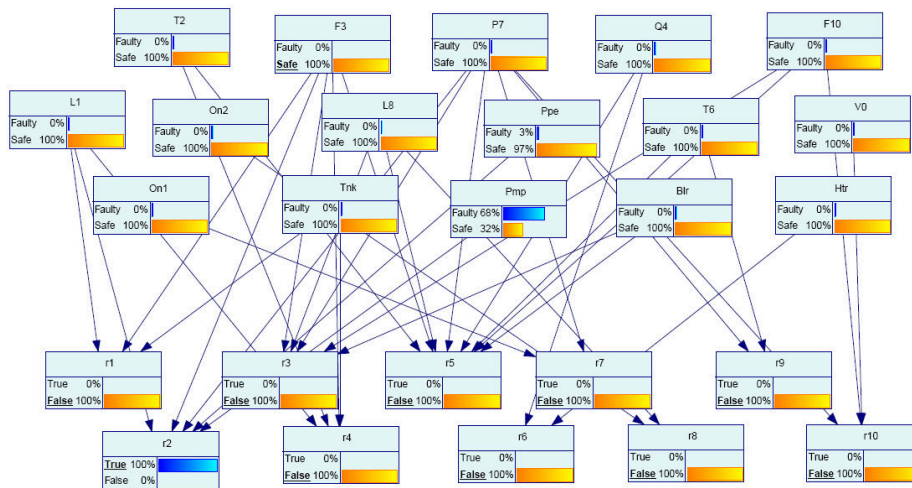 T2
Faulty 0%
Safe 100%
F3
Faulty 0%
Safe 100%
P7
Faulty 0%
Safe 100%
Q4
Faulty 0%
Safe 100%
F10
Faulty 0%
Safe 100%
L1
Faulty 0%
Safe 100%
On2
Faulty 0%
Safe 100%
L8
Faulty 0%
Safe 100%
Ppe
Faulty 3%
Safe 97%
T6
Faulty 0%
Safe 100%
V0
Faulty 0%
Safe 100%
On1
Faulty 0%
Safe 100%
Tnk
Faulty 0%
Safe 100%
Pmp
Faulty 68%
Safe 32%
Blr
Faulty 0%
Safe 100%
Htr
Faulty 0%
Safe 100%
r1
True 0%
False 100%
r3
True 0%
False 100%
r5
True 0%
False 100%
r7
True 0%
False 100%
r9
True 0%
False 100%
r2
True 100%
False 0%
r4
True 0%
False 100%
r6
True 0%
False 100%
r8
True 0%
False 100%
r10
True 0%
False 100%